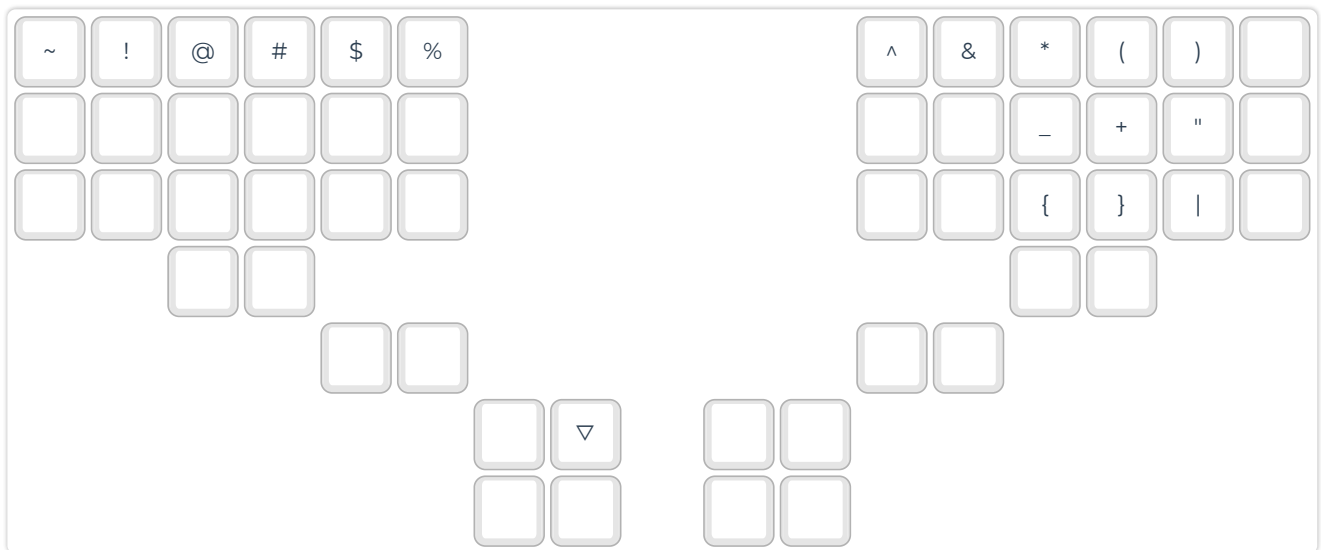 ~ ! @ # $ % ^ & * ( )
_ + "
{ } |
▽